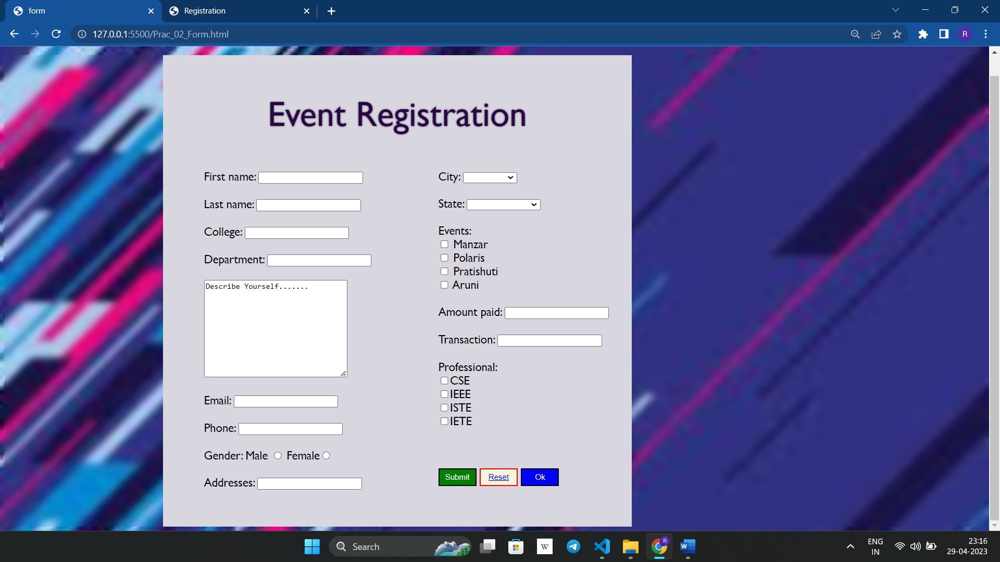 form
Registration
127.0.0.1:5500/Prac_02_Form.html
R
Event Registration
First name:
Last name:
College:
Department:
Describe Yourself.......
Email:
Phone:
Gender: Male Female
Addresses:
City:
State:
Events:
Manzar
Polaris
Pratishuti
Aruni
Amount paid:
Transaction:
Professional:
CSE
IEEE
ISTE
IETE
Submit Reset Ok
Search
W
R
W
ENG
IN
23:16
29-04-2023